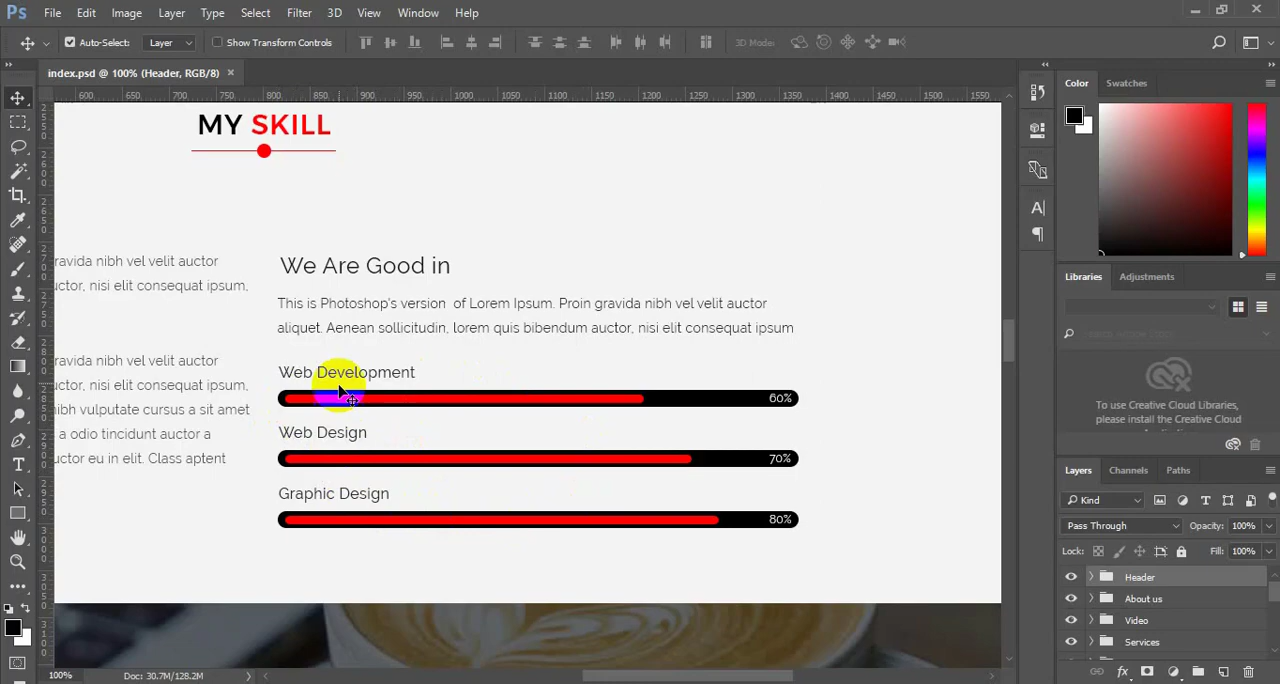 Ps File Edit Image Layer Type Select Filter 3D View Window Help
Auto-Select: Layer Show Transform Controls 3D Mode:
index.psd @ 100% (Header, RGB/8) ×
600 650 700 750 800 850 900 950 1000 1050 1100 1150 1200 1250 1300 1350 1400 1450 1500 1550
MY SKILL
gravida nibh vel velit auctor
uctor, nisi elit consequat ipsum,
gravida nibh vel velit auctor
uctor, nisi elit consequat ipsum,
nibh vulputate cursus a sit amet
a odio tincidunt auctor a
uctor eu in elit. Class aptent
We Are Good in
This is Photoshop's version of Lorem Ipsum. Proin gravida nibh vel velit auctor
aliquet. Aenean sollicitudin, lorem quis bibendum auctor, nisi elit consequat ipsum
Web Development
60%
Web Design
70%
Graphic Design
80%
Color Swatches
Libraries Adjustments
To use Creative Cloud Libraries,
please install the Creative Cloud
Layers Channels Paths
Kind
Pass Through Opacity: 100%
Lock: Fill: 100%
Header
About us
Video
Services
100% Doc: 30.7M/128.2M